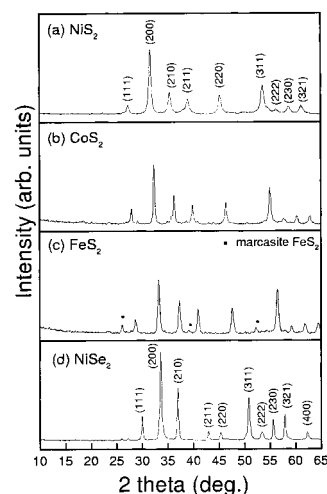 (a) NiS2
(111)
(200)
(210)
(211)
(220)
(311)
(222)
(230)
(321)
(b) CoS2
(c) FeS2
▪ marcasite FeS2
(d) NiSe2
(111)
(200)
(210)
(211)
(220)
(311)
(222)
(230)
(321)
(400)
Intensity (arb. units)
10 15 20 25 30 35 40 45 50 55 60 65
2 theta (deg.)